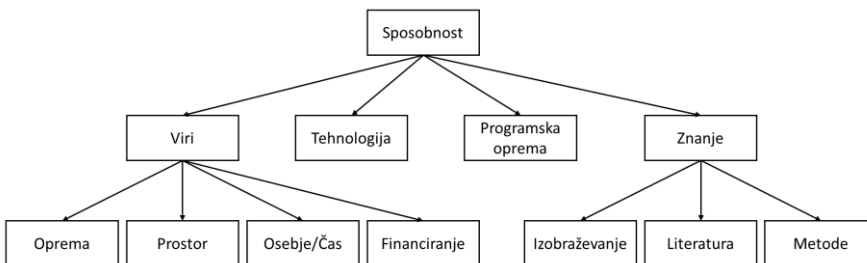 Sposobnost
Viri
Tehnologija
Programska
oprema
Znanje
Oprema
Prostor
Osebje/Čas
Financiranje
Izobraževanje
Literatura
Metode